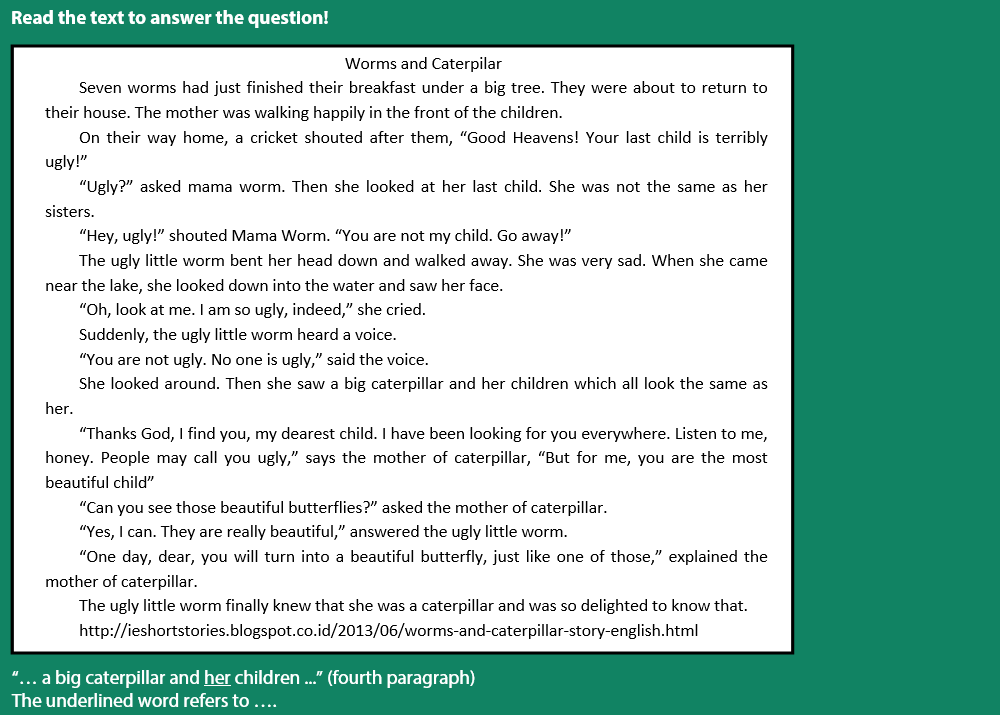 Read the text to answer the question!
Worms and Caterpilar
Seven worms had just finished their breakfast under a big tree. They were about to return to
their house. The mother was walking happily in the front of the children.
On their way home, a cricket shouted after them, “Good Heavens! Your last child is terribly
ugly!”
“Ugly?” asked mama worm. Then she looked at her last child. She was not the same as her
sisters.
“Hey, ugly!” shouted Mama Worm. “You are not my child. Go away!”
The ugly little worm bent her head down and walked away. She was very sad. When she came
near the lake, she looked down into the water and saw her face.
“Oh, look at me. I am so ugly, indeed,” she cried.
Suddenly, the ugly little worm heard a voice.
“You are not ugly. No one is ugly,” said the voice.
She looked around. Then she saw a big caterpillar and her children which all look the same as
her.
“Thanks God, I find you, my dearest child. I have been looking for you everywhere. Listen to me,
honey. People may call you ugly,” says the mother of caterpillar, “But for me, you are the most
beautiful child”
“Can you see those beautiful butterflies?” asked the mother of caterpillar.
“Yes, I can. They are really beautiful,” answered the ugly little worm.
“One day, dear, you will turn into a beautiful butterfly, just like one of those,” explained the
mother of caterpillar.
The ugly little worm finally knew that she was a caterpillar and was so delighted to know that.
http://ieshortstories.blogspot.co.id/2013/06/worms-and-caterpillar-story-english.html
“… a big caterpillar and her children ...” (fourth paragraph)
The underlined word refers to ….